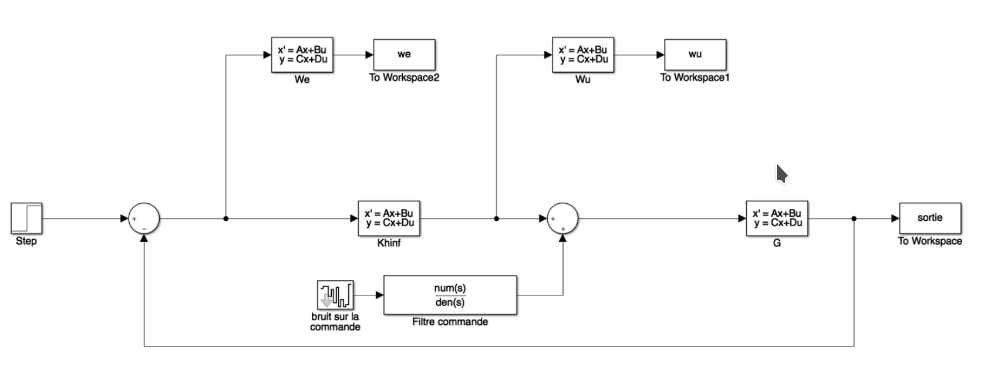 x' = Ax+Bu
y = Cx+Du
We
we
To Workspace2
x' = Ax+Bu
y = Cx+Du
Wu
wu
To Workspace1
Step
+
−
x' = Ax+Bu
y = Cx+Du
Khinf
+
+
x' = Ax+Bu
y = Cx+Du
G
sortie
To Workspace
bruit sur la
commande
num(s)
den(s)
Filtre commande